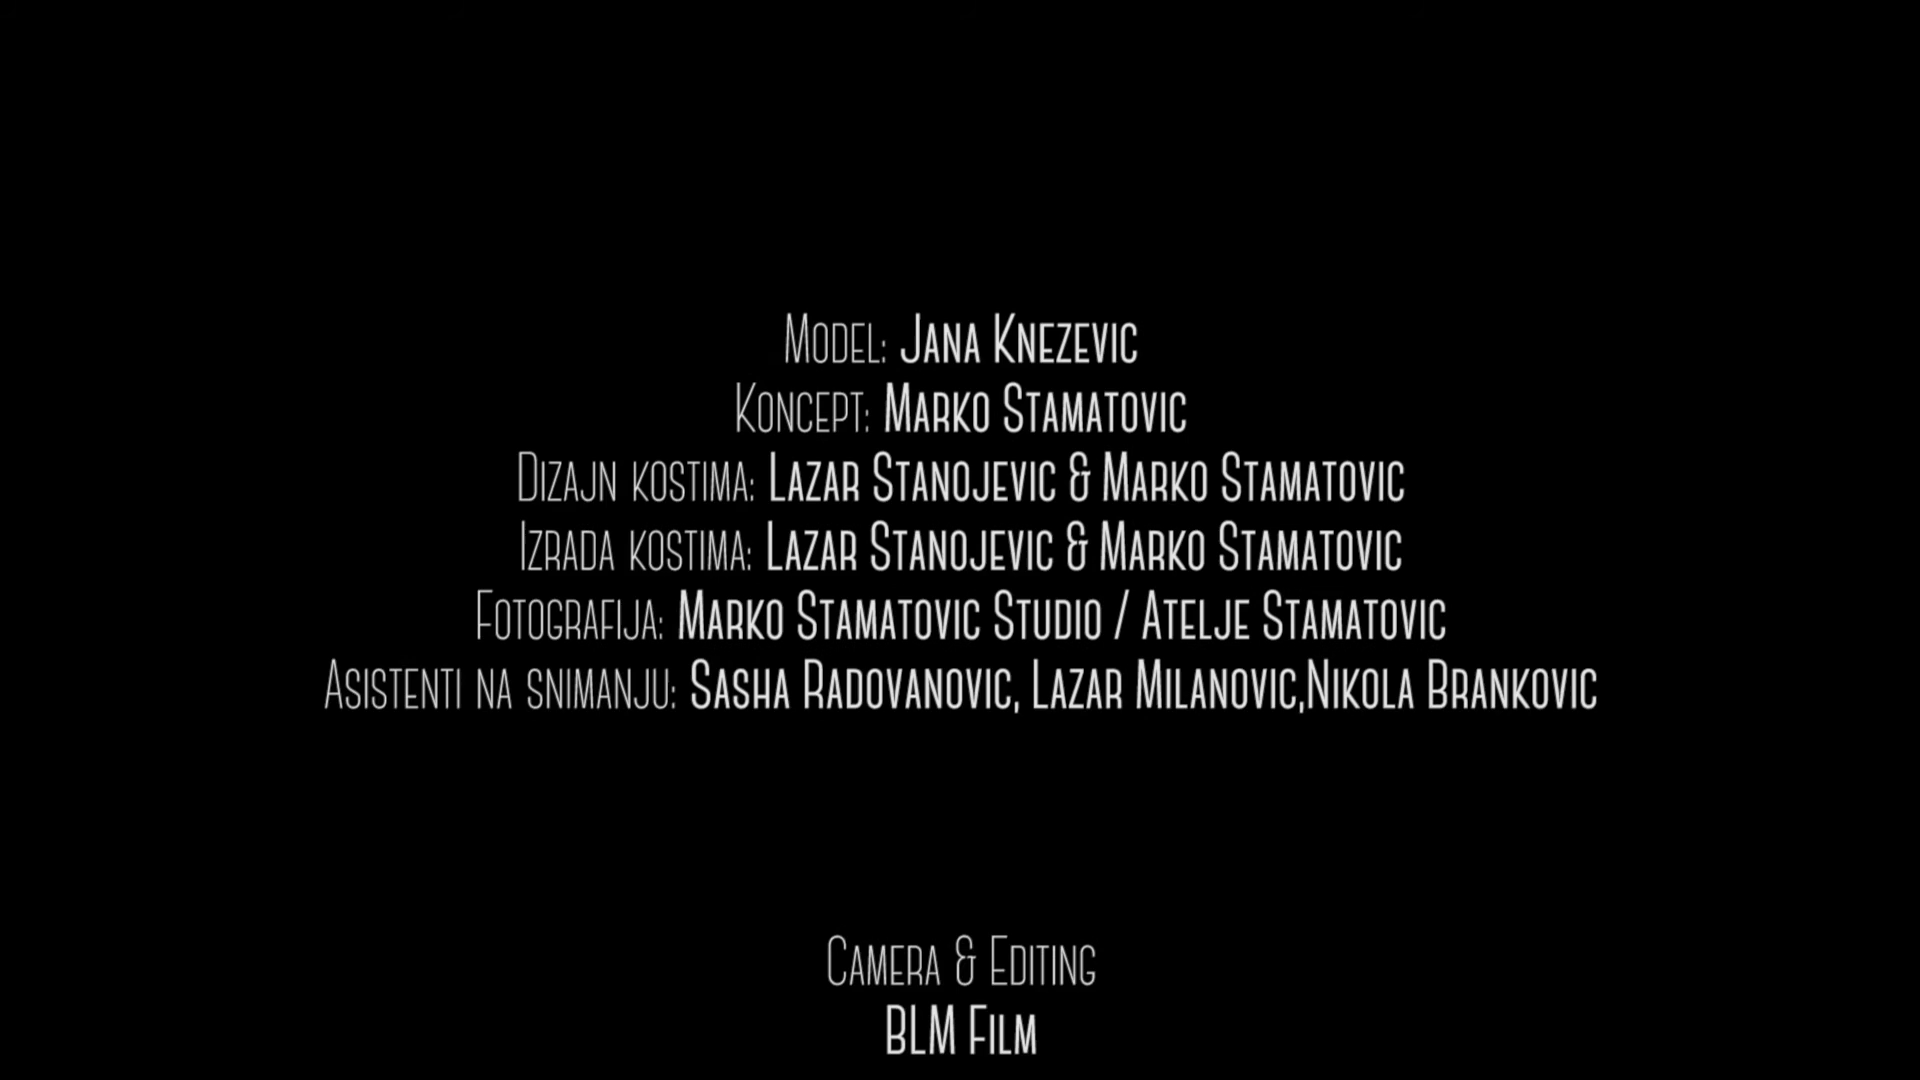 Model: Jana Knezevic
Koncept: Marko Stamatovic
Dizajn kostima: Lazar Stanojevic & Marko Stamatovic
Izrada kostima: Lazar Stanojevic & Marko Stamatovic
Fotografija: Marko Stamatovic Studio / Atelje Stamatovic
Asistenti na snimanju: Sasha Radovanovic, Lazar Milanovic,Nikola Brankovic
Camera & Editing
BLM Film